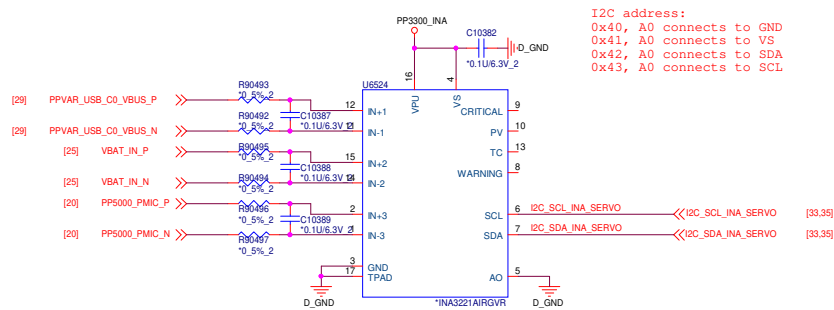 I2C address:
0x40, A0 connects to GND
0x41, A0 connects to VS
0x42, A0 connects to SDA
0x43, A0 connects to SCL
PP3300_INA
C10382
D_GND
*0.1U/6.3V_2
R90493
U6524
16
4
*0_5%_2
[29] PPVAR_USB_C0_VBUS_P
12
IN+1
VPU
VS
CRITICAL
9
R90492
C10387
*0_5%_2
*0.1U/6.3V_2
[29] PPVAR_USB_C0_VBUS_N
11
IN-1
PV
10
R90495
[25] VBAT_IN_P
*0_5%_2
15
IN+2
TC
13
C10388
WARNING
8
R90494
*0.1U/6.3V_2
[25] VBAT_IN_N
*0_5%_2
14
IN-2
[20] PP5000_PMIC_P
R90496
*0_5%_2
2
IN+3
SCL
6
I2C_SCL_INA_SERVO
I2C_SCL_INA_SERVO [33,35]
C10389
*0.1U/6.3V_2
[20] PP5000_PMIC_N
R90497
*0_5%_2
1
IN-3
SDA
7
I2C_SDA_INA_SERVO
I2C_SDA_INA_SERVO [33,35]
3
GND
17
TPAD
AO
5
D_GND
*INA3221AIRGVR
D_GND